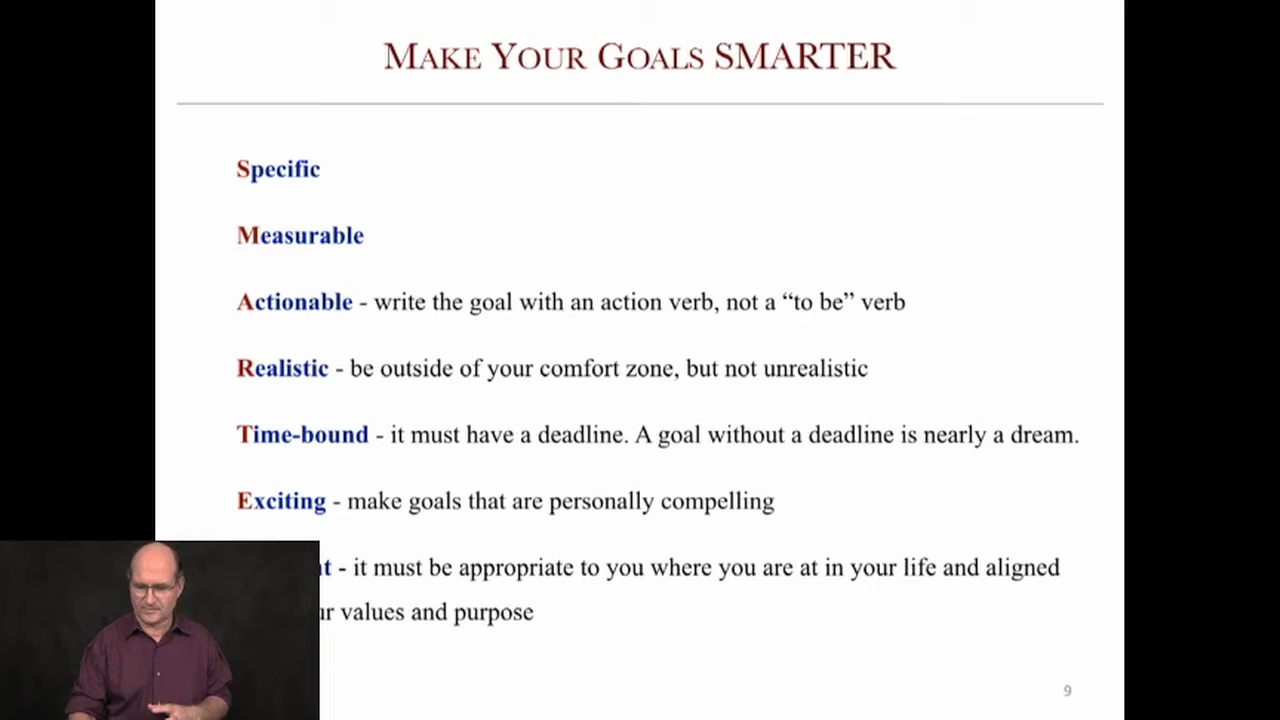 MAKE YOUR GOALS SMARTER
Specific
Measurable
Actionable - write the goal with an action verb, not a “to be” verb
Realistic - be outside of your comfort zone, but not unrealistic
Time-bound - it must have a deadline. A goal without a deadline is nearly a dream.
Exciting - make goals that are personally compelling
- it must be appropriate to you where you are at in your life and aligned
values and purpose
9